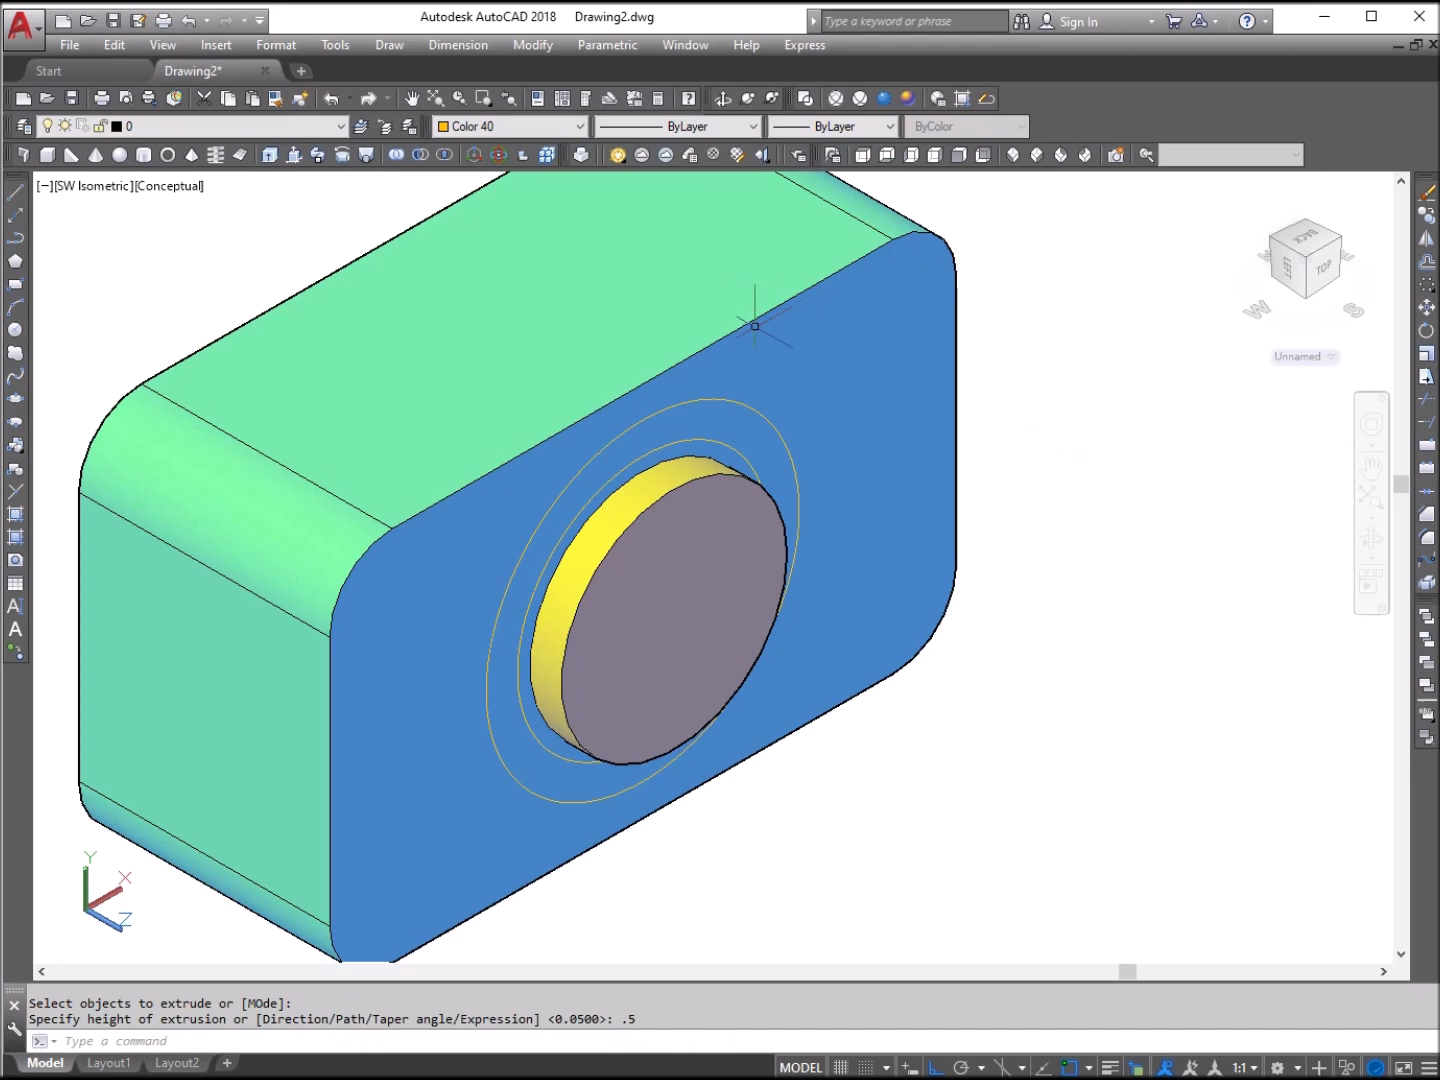 Autodesk AutoCAD 2018 Drawing2.dwg
Type a keyword or phrase
Sign In
File Edit View Insert Format Tools Draw Dimension Modify Parametric Window Help Express
Start Drawing2*
0 Color 40 ByLayer ByLayer ByColor
[−][SW Isometric][Conceptual]
BACK
LEFT TOP
W S
Unnamed
Y
X
Z
Select objects to extrude or [MOde]:
Specify height of extrusion or [Direction/Path/Taper angle/Expression] <0.0500>: .5
Type a command
Model Layout1 Layout2 +
MODEL 1:1